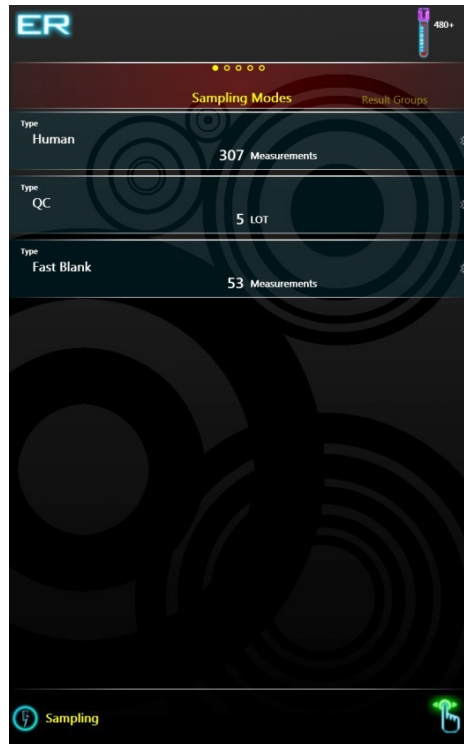 ER
480+
Sampling Modes
Result Groups
Type
Human
307 Measurements
Type
QC
5 LOT
Type
Fast Blank
53 Measurements
Sampling